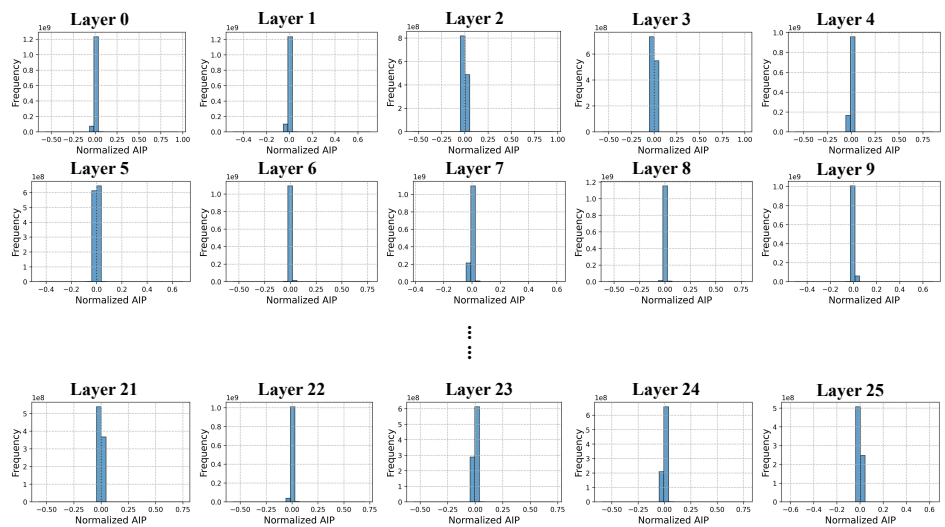 Layer 0 Layer 1 Layer 2 Layer 3 Layer 4
1e9 1e9 1e8 1e8 1e9
Frequency Frequency Frequency Frequency Frequency
1.2 1.2 8 6 1.0
1.0 1.0 6 4 0.8
0.8 0.8 4 2 0.6
0.6 0.6 2 0 0.4
0.4 0.4 0 0.2
0.2 0.2 0.0
0.0 0.0
−0.50 −0.25 0.00 0.25 0.50 0.75 1.00 −0.4 −0.2 0.0 0.2 0.4 0.6 −0.50 −0.25 0.00 0.25 0.50 0.75 1.00 −0.50 −0.25 0.00 0.25 0.50 0.75 1.00 −0.50 −0.25 0.00 0.25 0.50 0.75
Normalized AIP Normalized AIP Normalized AIP Normalized AIP Normalized AIP
Layer 5 Layer 6 Layer 7 Layer 8 Layer 9
1e8 1e9 1e9 1e9 1e9
Frequency Frequency Frequency Frequency Frequency
6 1.0 1.0 1.2 1.0
5 0.8 0.8 1.0 0.8
4 0.6 0.6 0.8 0.6
3 0.4 0.4 0.6 0.4
2 0.2 0.2 0.4 0.2
1 0.0 0.0 0.2 0.0
0 0.0
−0.4 −0.2 0.0 0.2 0.4 0.6 −0.50 −0.25 0.00 0.25 0.50 0.75 −0.4 −0.2 0.0 0.2 0.4 0.6 −0.50 −0.25 0.00 0.25 0.50 0.75 −0.4 −0.2 0.0 0.2 0.4 0.6
Normalized AIP Normalized AIP Normalized AIP Normalized AIP Normalized AIP
Layer 21 Layer 22 Layer 23 Layer 24 Layer 25
1e8 1e9 1e8 1e8 1e8
Frequency Frequency Frequency Frequency Frequency
5 1.0 6 6 5
4 0.8 5 5 4
3 0.6 4 4 3
2 0.4 3 3 2
1 0.2 2 2 1
0 0.0 1 1 0
0 0
−0.50 −0.25 0.00 0.25 0.50 0.75 −0.50 −0.25 0.00 0.25 0.50 0.75 −0.50 −0.25 0.00 0.25 0.50 0.75 −0.50 −0.25 0.00 0.25 0.50 0.75 −0.6 −0.4 −0.2 0.0 0.2 0.4 0.6
Normalized AIP Normalized AIP Normalized AIP Normalized AIP Normalized AIP